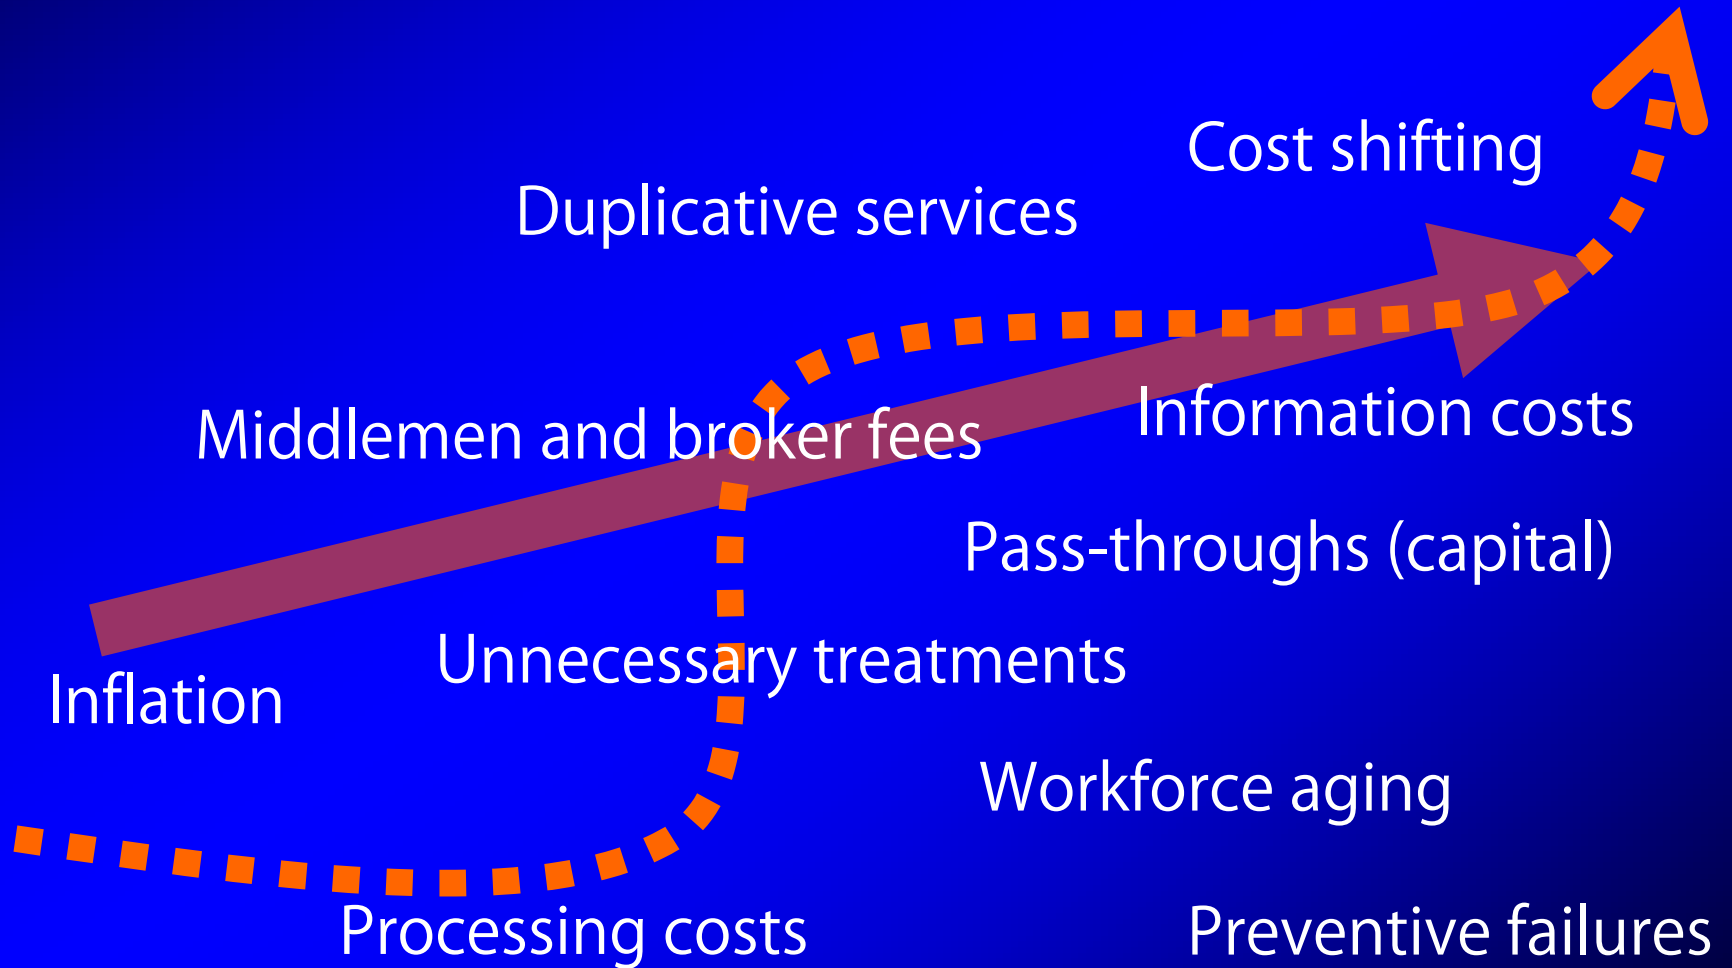 Cost shifting
Duplicative services
Information costs
Middlemen and broker fees
Pass-throughs (capital)
Unnecessary treatments
Inflation
Workforce aging
Processing costs
Preventive failures